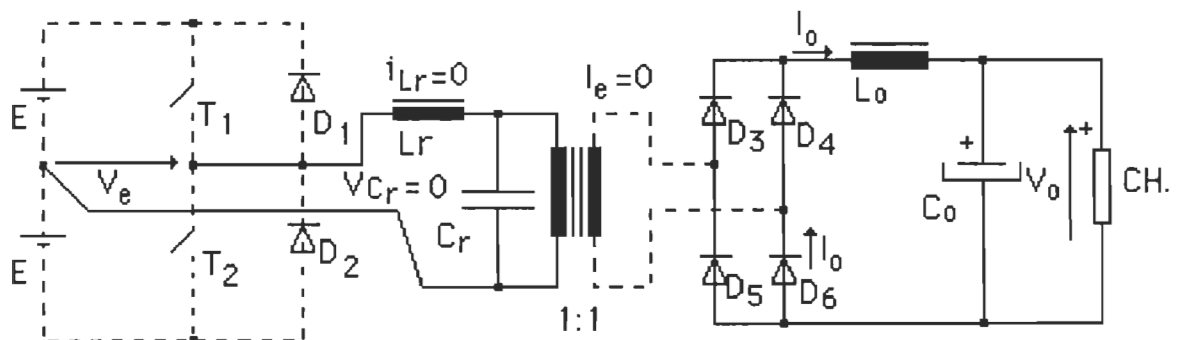 I₀
i_Lr=0
I_e=0
E
T₁
D₁
L_r
L₀
D₃
D₄
V_e
V_Cr=0
C_r
C₀
V₀
CH.
E
T₂
D₂
I₀
D₅
D₆
1:1